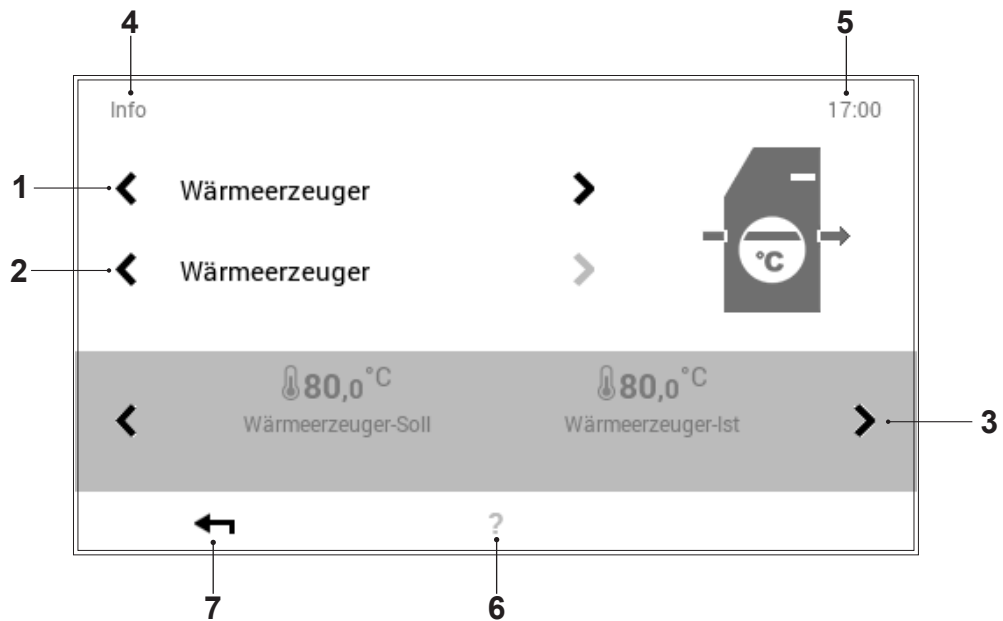 4 5
Info 17:00
1 Wärmeerzeuger
2 Wärmeerzeuger
°C
80,0°C 80,0°C
Wärmeerzeuger-Soll Wärmeerzeuger-Ist
3
?
7 6